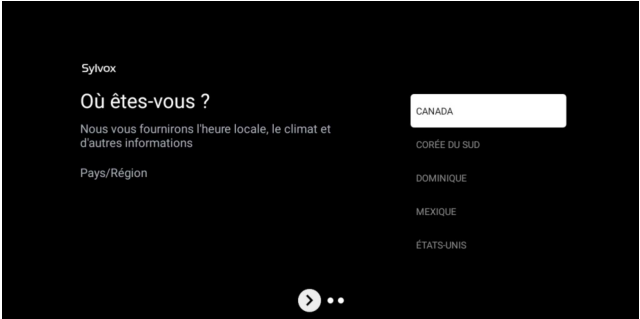 Sylvox
Où êtes-vous ?
Nous vous fournirons l'heure locale, le climat et
d'autres informations
Pays/Région
CANADA
CORÉE DU SUD
DOMINIQUE
MEXIQUE
ÉTATS-UNIS